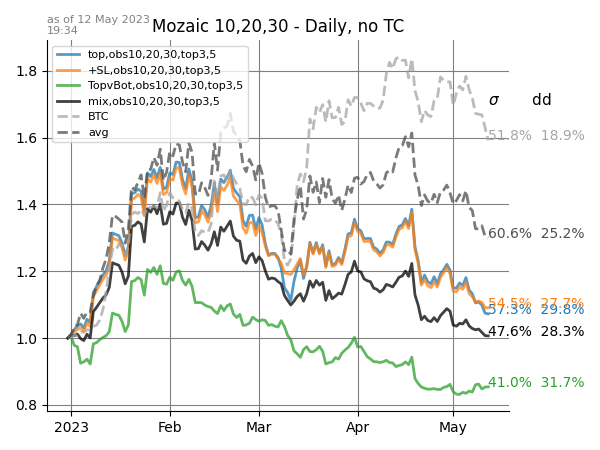 as of 12 May 2023
19:34
Mozaic 10,20,30 - Daily, no TC
top,obs10,20,30,top3,5
+SL,obs10,20,30,top3,5
TopvBot,obs10,20,30,top3,5
mix,obs10,20,30,top3,5
BTC
avg
σ dd
51.8% 18.9%
60.6% 25.2%
54.5% 27.7%
57.3% 29.8%
47.6% 28.3%
41.0% 31.7%
1.8
1.6
1.4
1.2
1.0
0.8
2023 Feb Mar Apr May